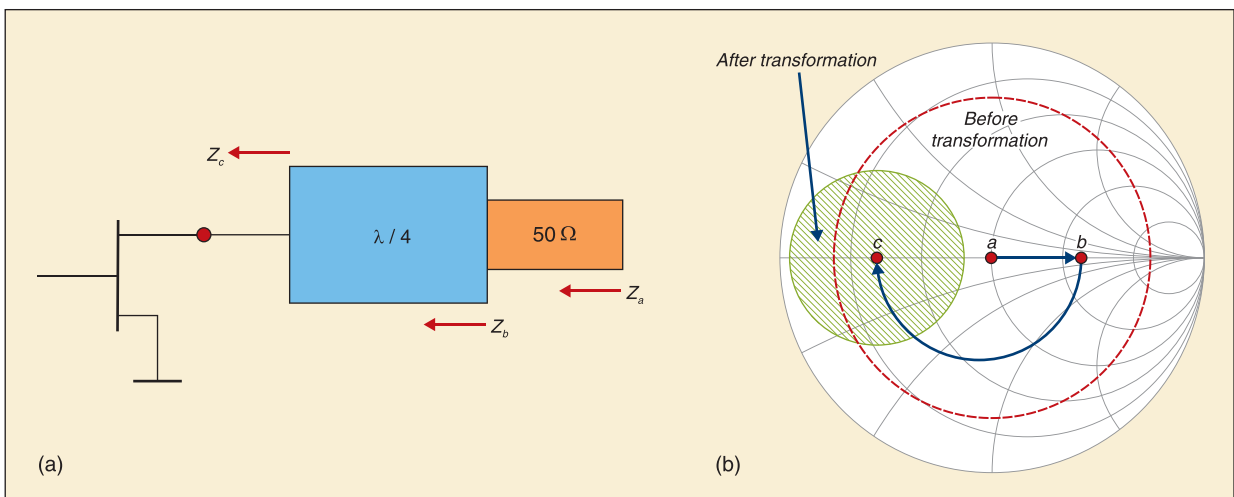 Z_c
λ / 4
50 Ω
Z_a
Z_b
(a)
After transformation
Before
transformation
c
a
b
(b)